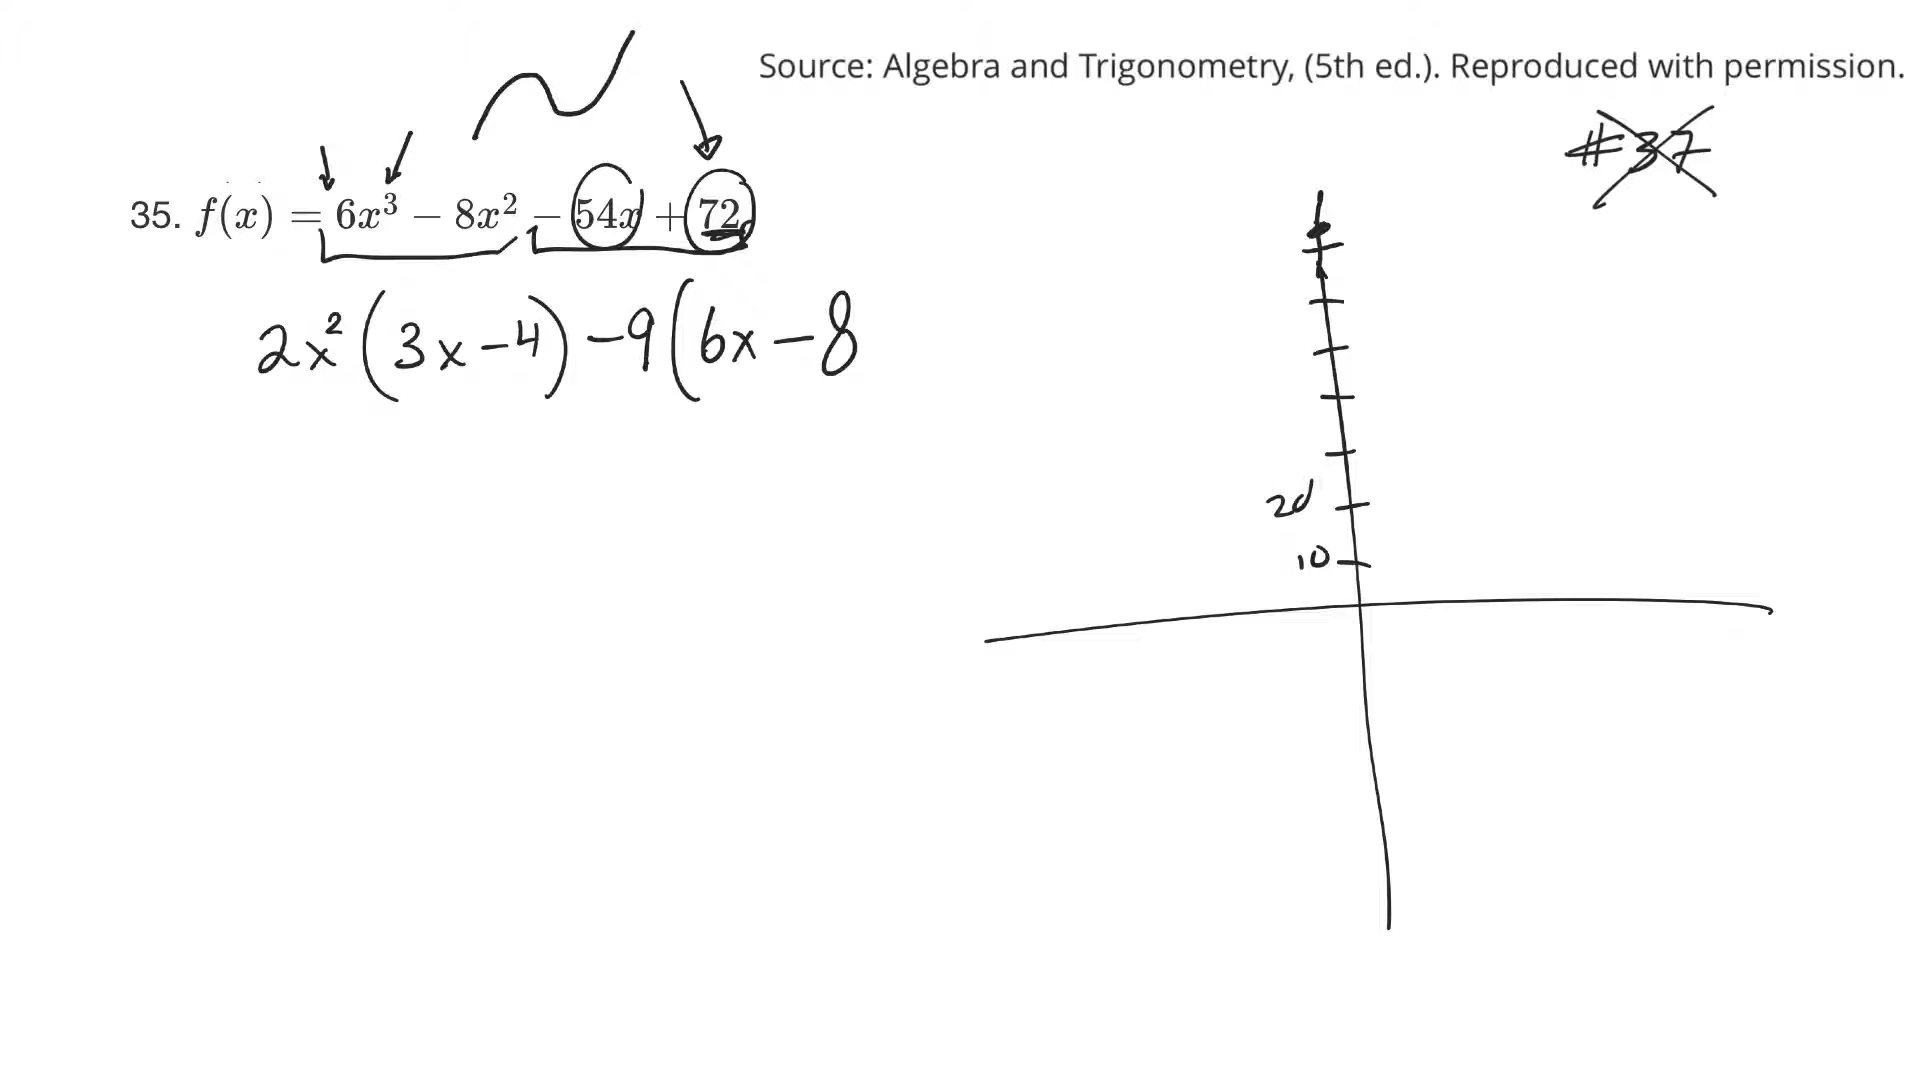 Source: Algebra and Trigonometry, (5th ed.). Reproduced with permission.
#37
35. f(x) = 6x³ − 8x² − 54x + 72
2x²(3x−4) −9(6x −8
20
10